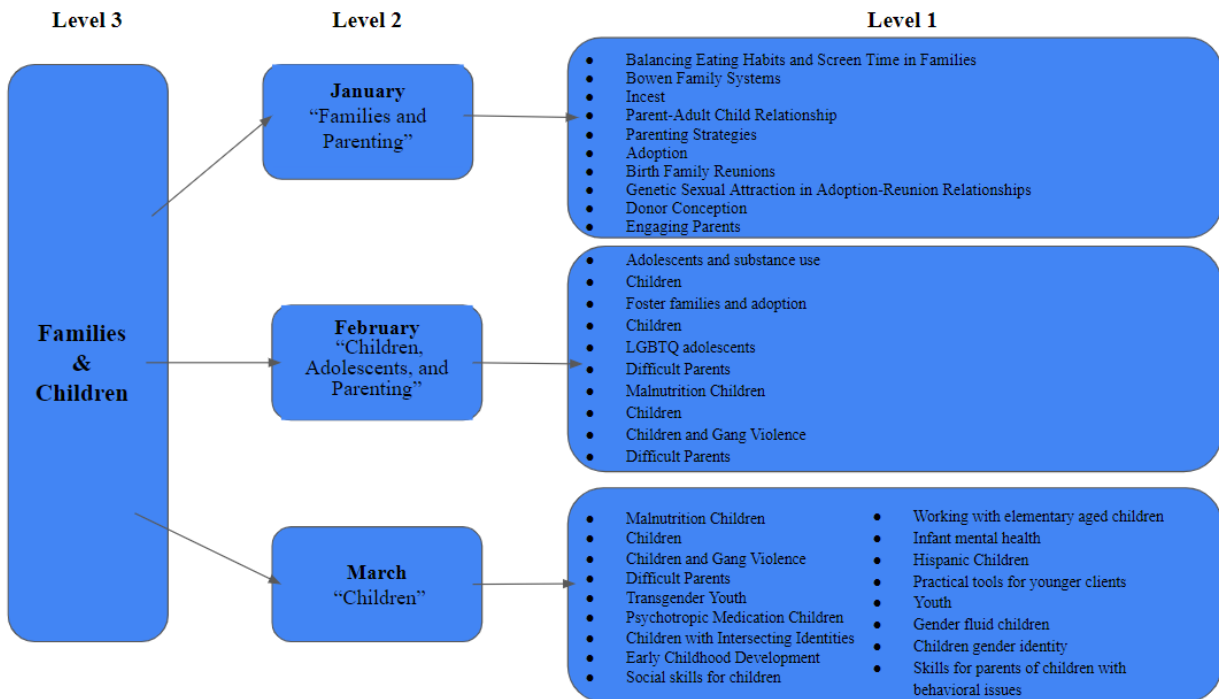 Level 3
Level 2
Level 1
Families
&
Children
January
“Families and
Parenting”
● Balancing Eating Habits and Screen Time in Families
● Bowen Family Systems
● Incest
● Parent-Adult Child Relationship
● Parenting Strategies
● Adoption
● Birth Family Reunions
● Genetic Sexual Attraction in Adoption-Reunion Relationships
● Donor Conception
● Engaging Parents
February
“Children,
Adolescents, and
Parenting”
● Adolescents and substance use
● Children
● Foster families and adoption
● Children
● LGBTQ adolescents
● Difficult Parents
● Malnutrition Children
● Children
● Children and Gang Violence
● Difficult Parents
March
“Children”
● Malnutrition Children
● Children
● Children and Gang Violence
● Difficult Parents
● Transgender Youth
● Psychotropic Medication Children
● Children with Intersecting Identities
● Early Childhood Development
● Social skills for children
● Working with elementary aged children
● Infant mental health
● Hispanic Children
● Practical tools for younger clients
● Youth
● Gender fluid children
● Children gender identity
● Skills for parents of children with
behavioral issues